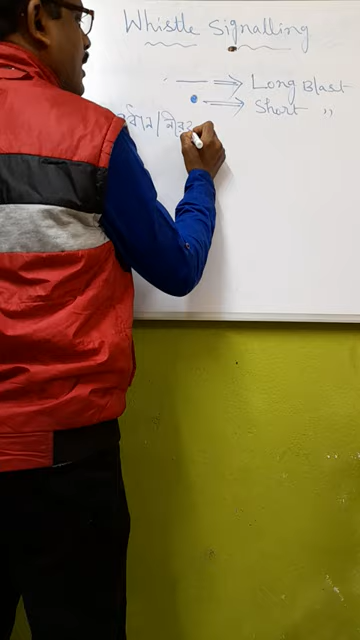 Whistle Signalling
— ⇒ Long Blast
• ⇒ Short "